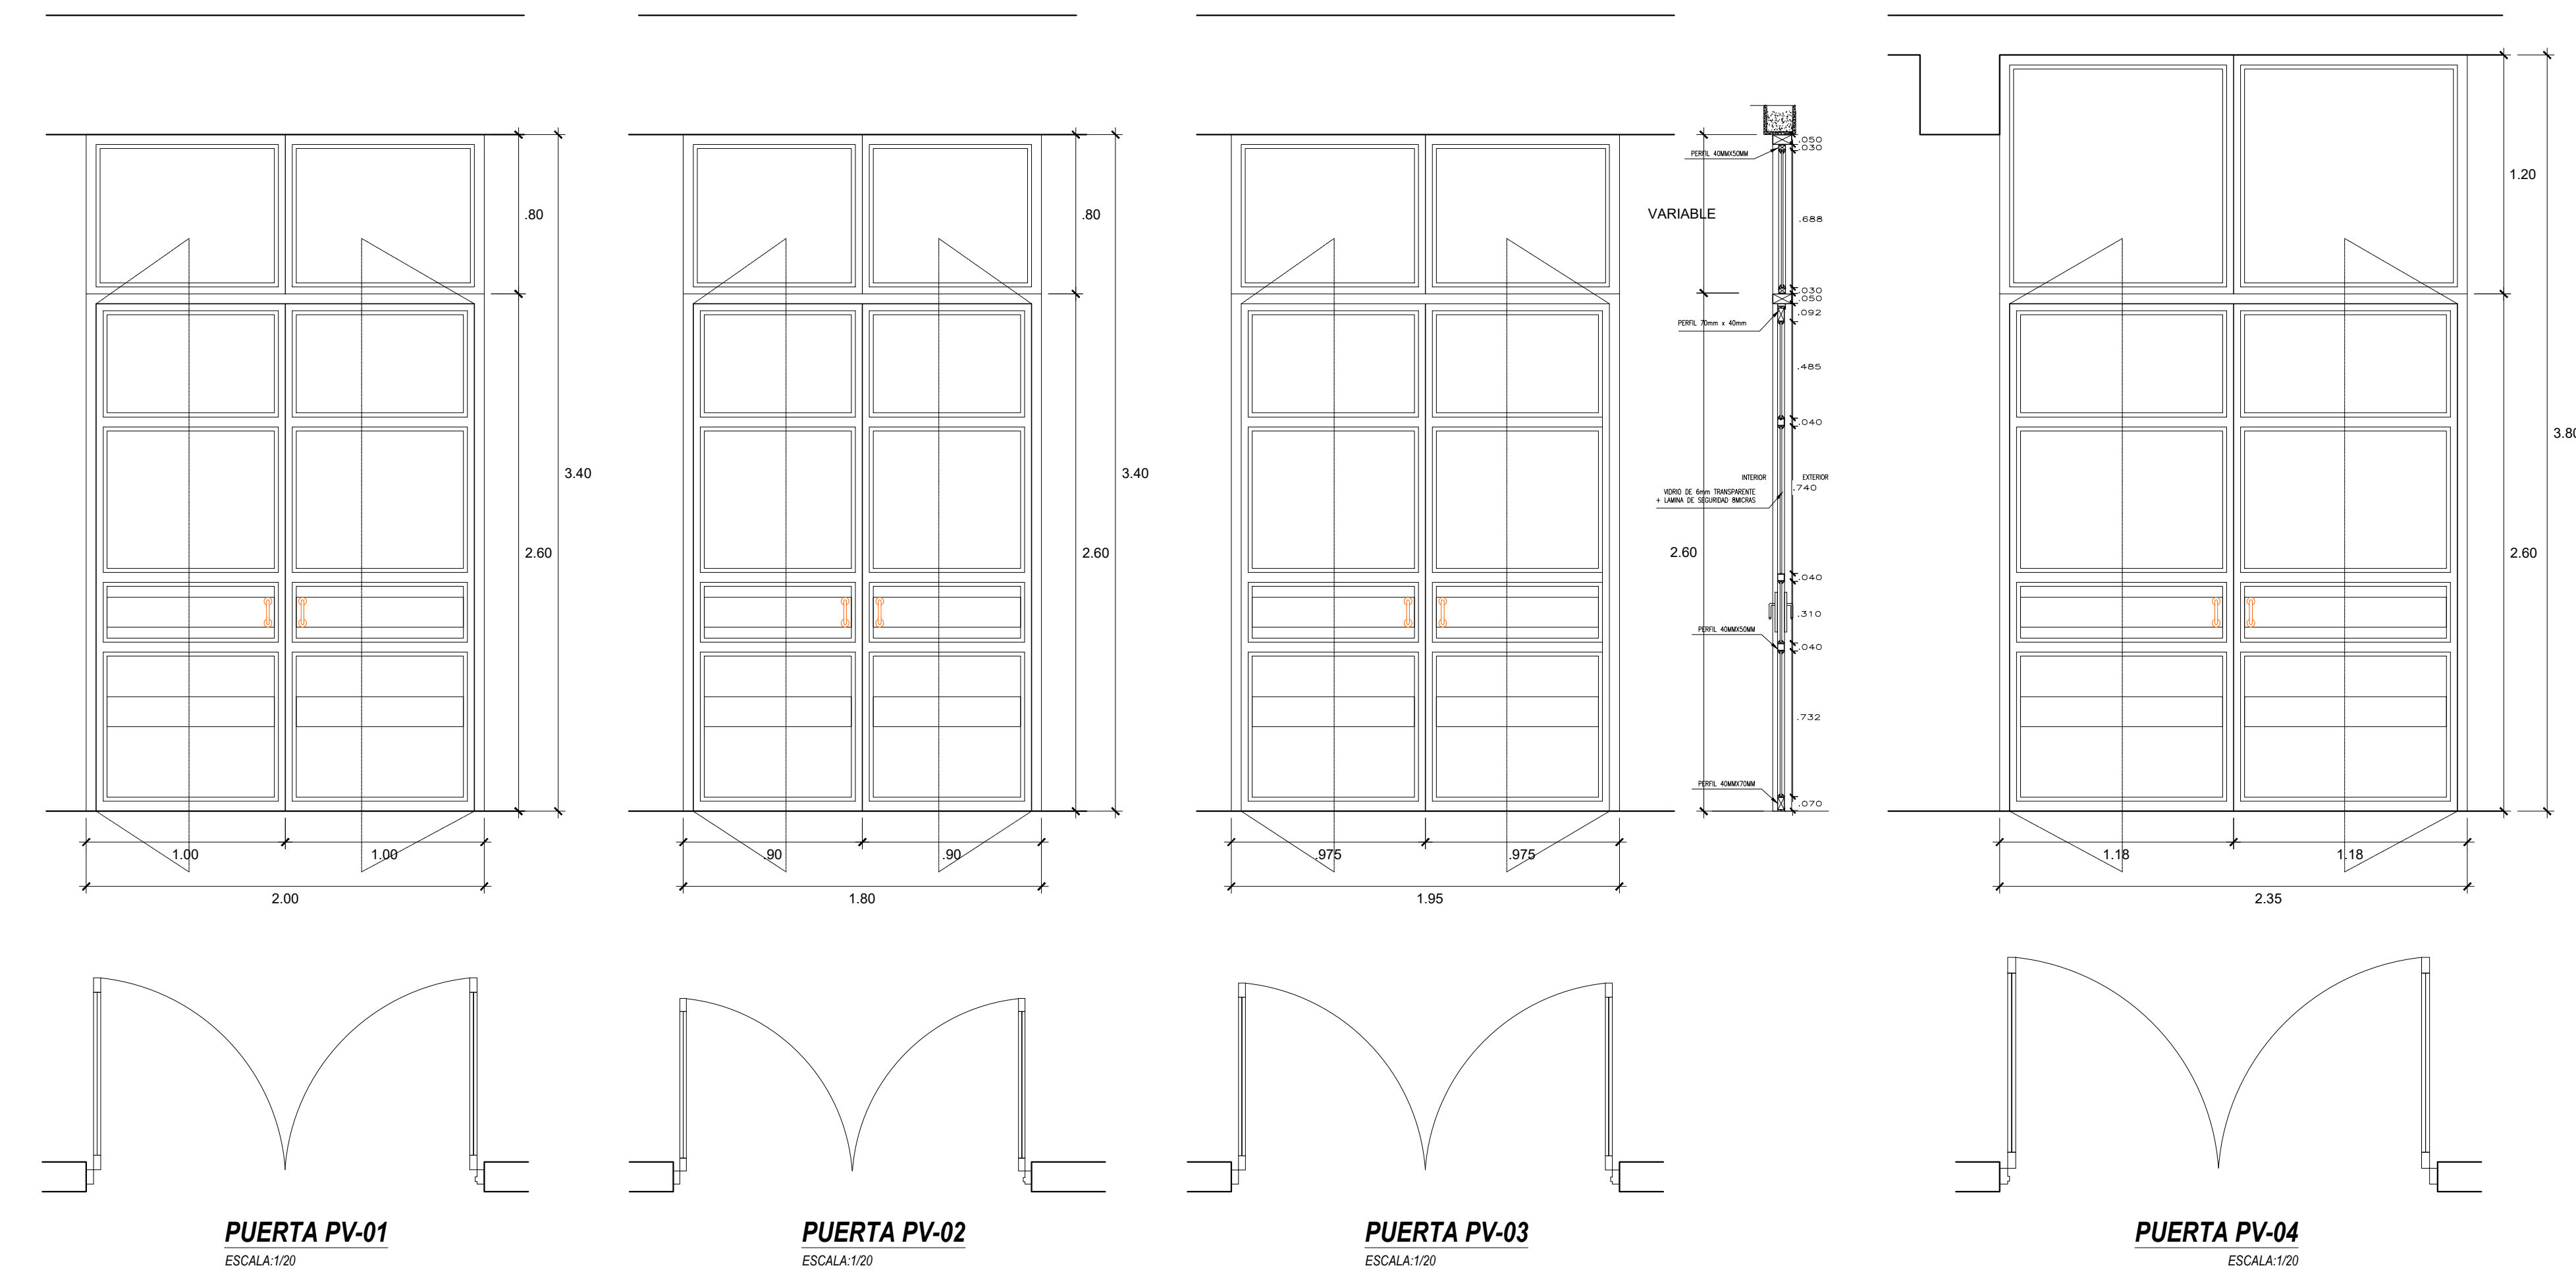 .80
2.60
3.40
1.00
1.00
2.00
PUERTA PV-01
ESCALA:1/20
.80
2.60
3.40
.90
.90
1.80
PUERTA PV-02
ESCALA:1/20
VARIABLE
2.60
.975
.975
1.95
PUERTA PV-03
ESCALA:1/20
PERFIL 40MMX50MM
PERFIL 70mm x 40mm
INTERIOR
EXTERIOR
VIDRIO DE 6mm TRANSPARENTE
+ LAMINA DE SEGURIDAD 8MICRAS
PERFIL 40MMX50MM
PERFIL 40MMX70MM
.050
.030
.688
.030
.050
.092
.485
.040
.740
.040
.310
.040
.732
.070
1.20
2.60
3.80
1.18
1.18
2.35
PUERTA PV-04
ESCALA:1/20